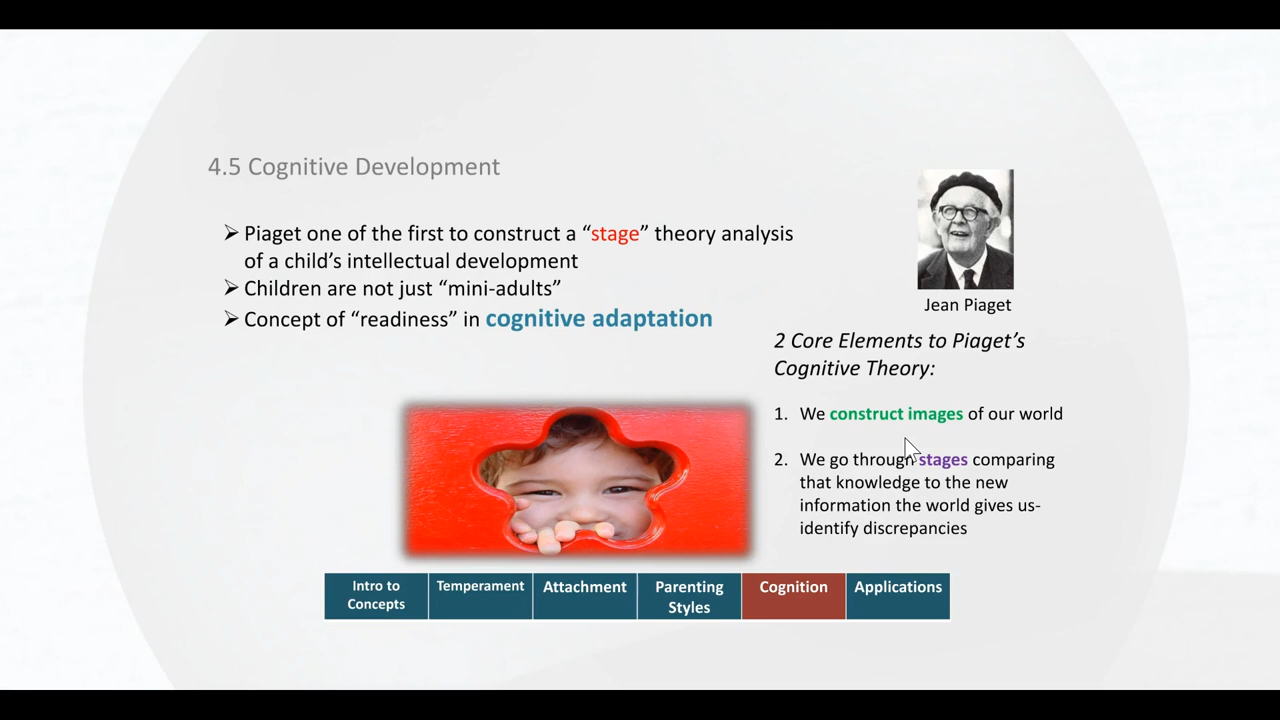 4.5 Cognitive Development
➢ Piaget one of the first to construct a “stage” theory analysis
of a child’s intellectual development
➢ Children are not just “mini-adults”
➢ Concept of “readiness” in cognitive adaptation
Jean Piaget
2 Core Elements to Piaget’s
Cognitive Theory:
1. We construct images of our world
2. We go through stages comparing
that knowledge to the new
information the world gives us-
identify discrepancies
Intro to
Concepts
Temperament
Attachment
Parenting
Styles
Cognition
Applications